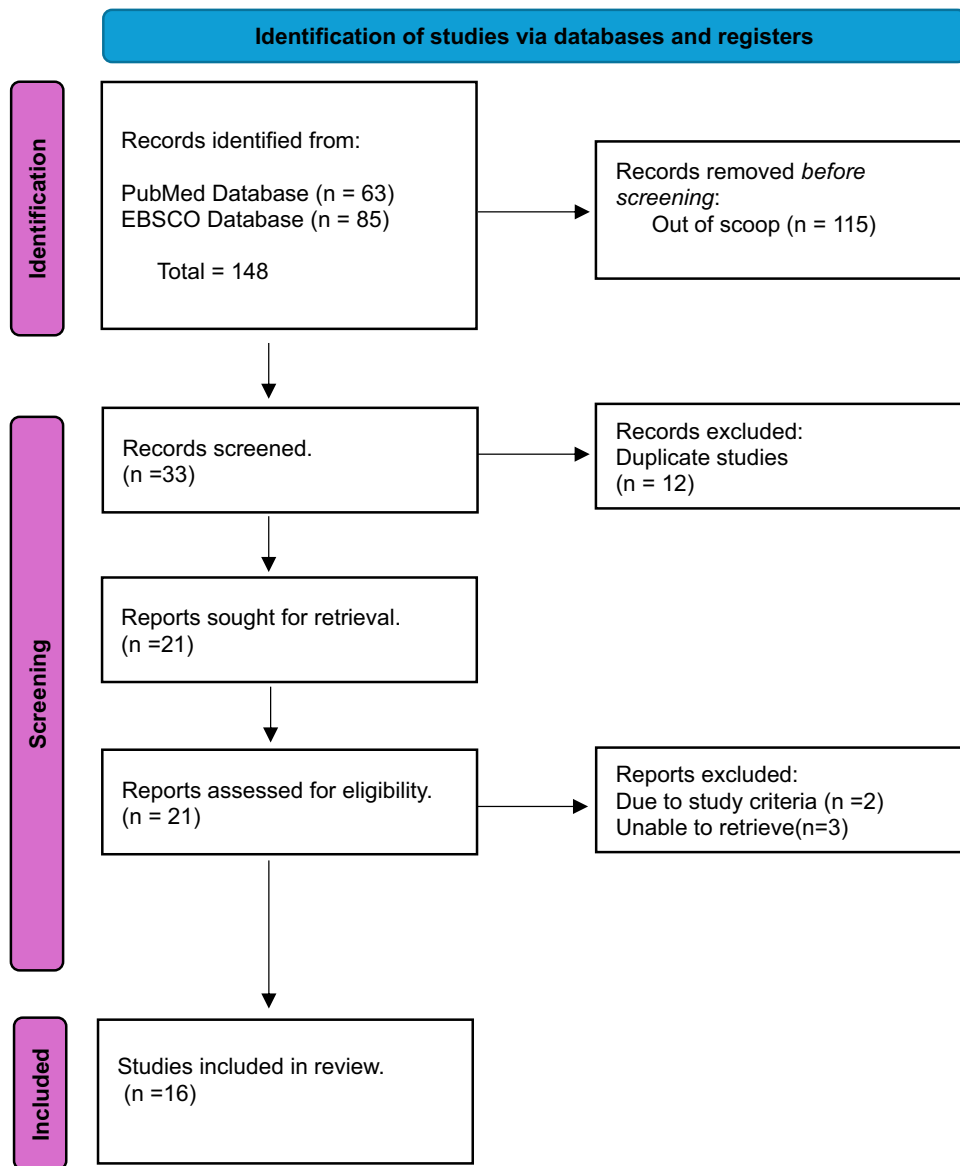 Identification of studies via databases and registers
Identification
Records identified from:
PubMed Database (n = 63)
EBSCO Database (n = 85)
Total = 148
Records removed before
screening:
Out of scoop (n = 115)
Screening
Records screened.
(n =33)
Records excluded:
Duplicate studies
(n = 12)
Reports sought for retrieval.
(n =21)
Reports assessed for eligibility.
(n = 21)
Reports excluded:
Due to study criteria (n =2)
Unable to retrieve(n=3)
Included
Studies included in review.
(n =16)